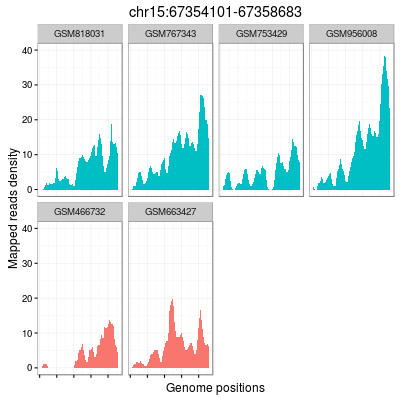 chr15:67354101-67358683
GSM818031 GSM767343 GSM753429 GSM956008
40
30
20
10
0
Mapped reads density
GSM466732 GSM663427
40
30
20
10
0
Genome positions